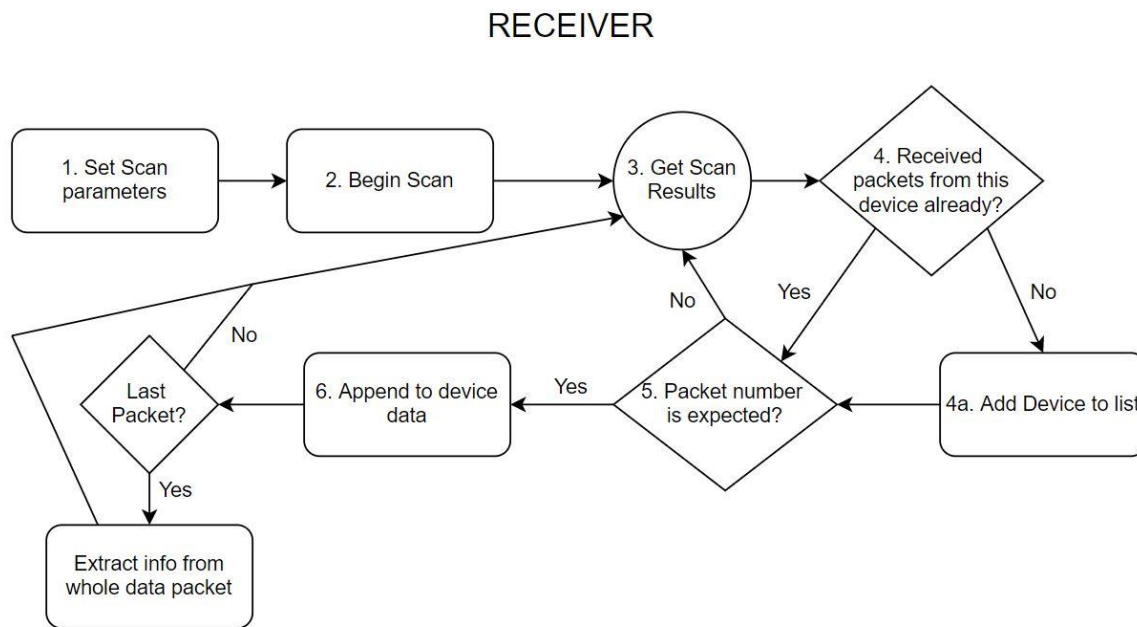 RECEIVER
1. Set Scan
parameters
2. Begin Scan
3. Get Scan
Results
4. Received
packets from this
device already?
Yes
No
No
No
Last
Packet?
6. Append to device
data
Yes
5. Packet number
is expected?
4a. Add Device to list
Yes
Extract info from
whole data packet